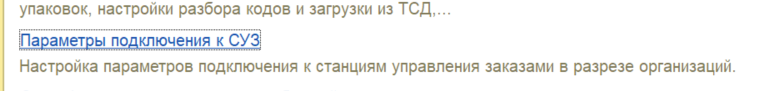 упаковок, настройки разбора кодов и загрузки из ТСД,...
Параметры подключения к СУЗ
Настройка параметров подключения к станциям управления заказами в разрезе организаций.